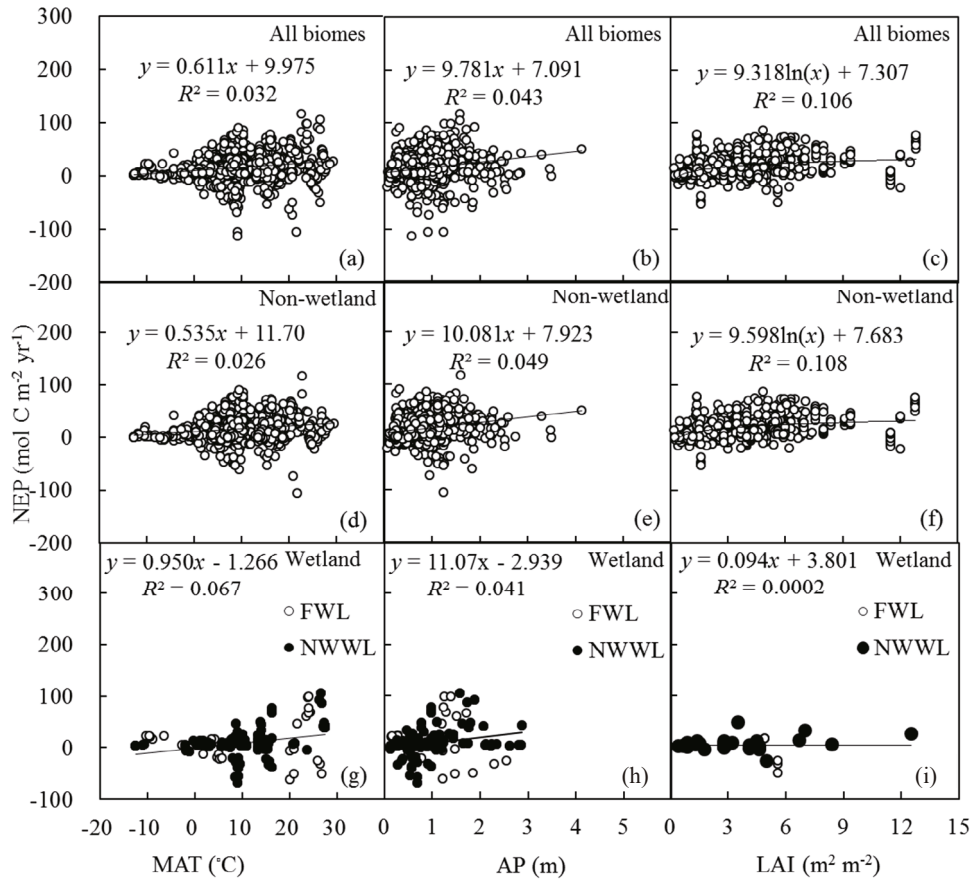 300
200
100
0
-100
-200
All biomes
y = 0.611x + 9.975
R² = 0.032
(a)
All biomes
y = 9.781x + 7.091
R² = 0.043
(b)
All biomes
y = 9.318ln(x) + 7.307
R² = 0.106
(c)
NEP (mol C m-² yr-¹)
200
100
0
-100
-200
Non-wetland
y = 0.535x + 11.70
R² = 0.026
(d)
Non-wetland
y = 10.081x + 7.923
R² = 0.049
(e)
Non-wetland
y = 9.598ln(x) + 7.683
R² = 0.108
(f)
300
200
100
0
-100
y = 0.950x - 1.266 Wetland
R² = 0.067
FWL
NWWL
(g)
y = 11.07x - 2.939 Wetland
R² = 0.041
FWL
NWWL
(h)
y = 0.094x + 3.801 Wetland
R² = 0.0002
FWL
NWWL
(i)
-20 -10 0 10 20 30
0 1 2 3 4 5
0 3 6 9 12 15
MAT (°C)
AP (m)
LAI (m² m-²)